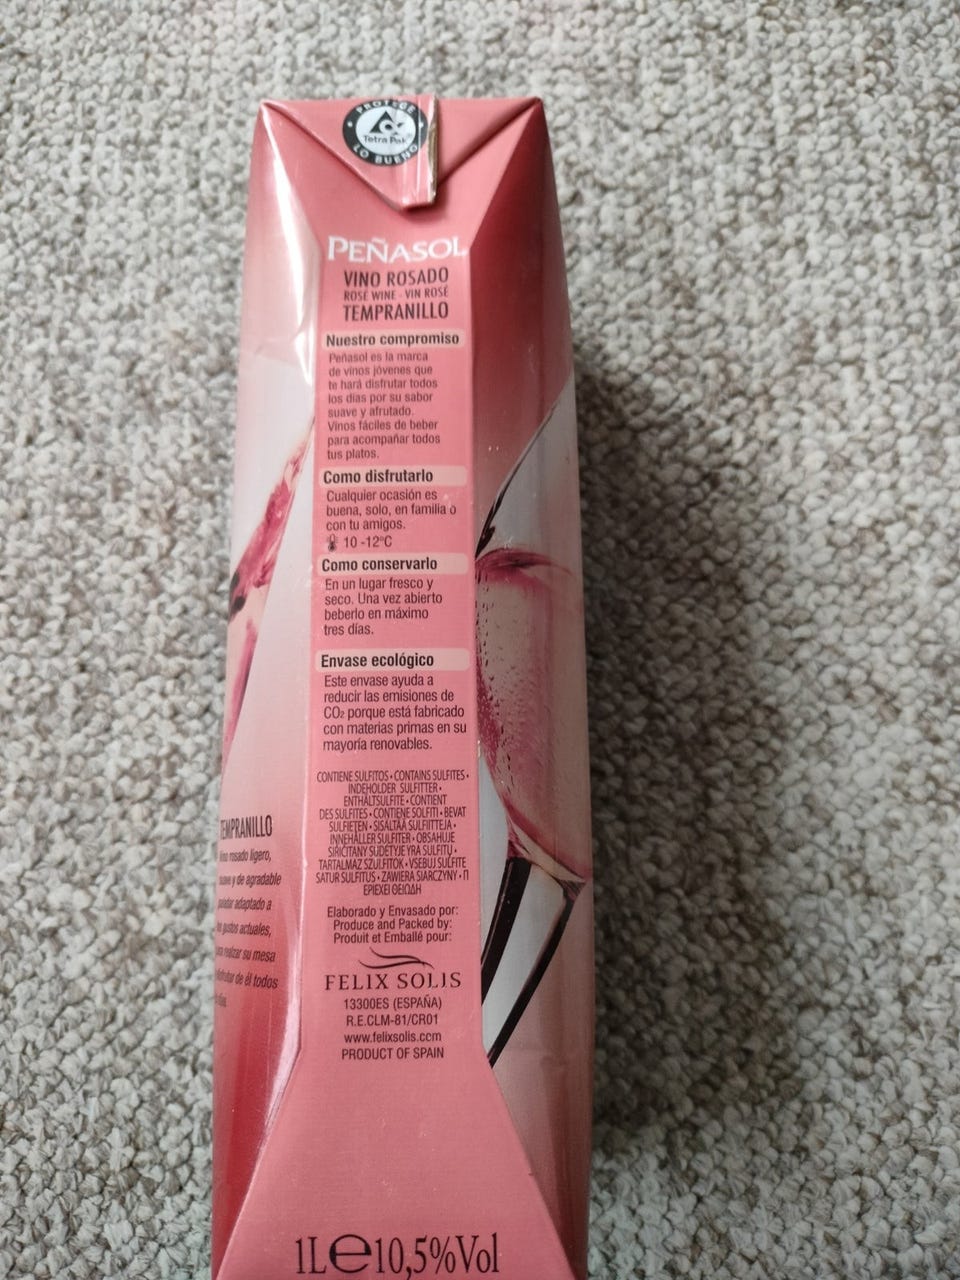 PROTEGE
Tetra Pak
LO BUENO
PEÑASOL
VINO ROSADO
ROSÉ WINE - VIN ROSÉ
TEMPRANILLO
Nuestro compromiso
Peñasol es la marca
de vinos jóvenes que
te hará disfrutar todos
los días por su sabor
suave y afrutado.
Vinos fáciles de beber
para acompañar todos
tus platos.
Como disfrutarlo
Cualquier ocasión es
buena, solo, en familia o
con tu amigos.
10 -12°C
Como conservarlo
En un lugar fresco y
seco. Una vez abierto
beberlo en máximo
tres días.
Envase ecológico
Este envase ayuda a
reducir las emisiones de
CO₂ porque está fabricado
con materias primas en su
mayoría renovables.
CONTIENE SULFITOS • CONTAINS SULFITES •
INDEHOLDER SULFITTER •
ENTHÄLTSULFITE • CONTIENT
DES SULFITES • CONTIENE SOLFITI • BEVAT
SULFIETEN • SISÄLTÄÄ SULFIITTEJA •
INNEHÅLLER SULFITER • OBSAHUJE
SIŘIČITANY SUDĖTYJE YRA SULFITŲ •
TARTALMAZ SZULFITOK • VSEBUJ SULFITE
SATUR SULFITUS • ZAWIERA SIARCZYNY • Π
ΕΡΙΕΧΕΙ ΘΕΙΩΔΗ
Elaborado y Envasado por:
Produce and Packed by:
Produit et Emballé pour:
FELIX SOLIS
13300ES (ESPAÑA)
R.E.CLM-81/CR01
www.felixsolis.com
PRODUCT OF SPAIN
1L e 10,5%Vol
TEMPRANILLO
vino rosado ligero,
suave y de agradable
paladar adaptado a
gustos actuales,
realzar su mesa
disfrutar de él todos